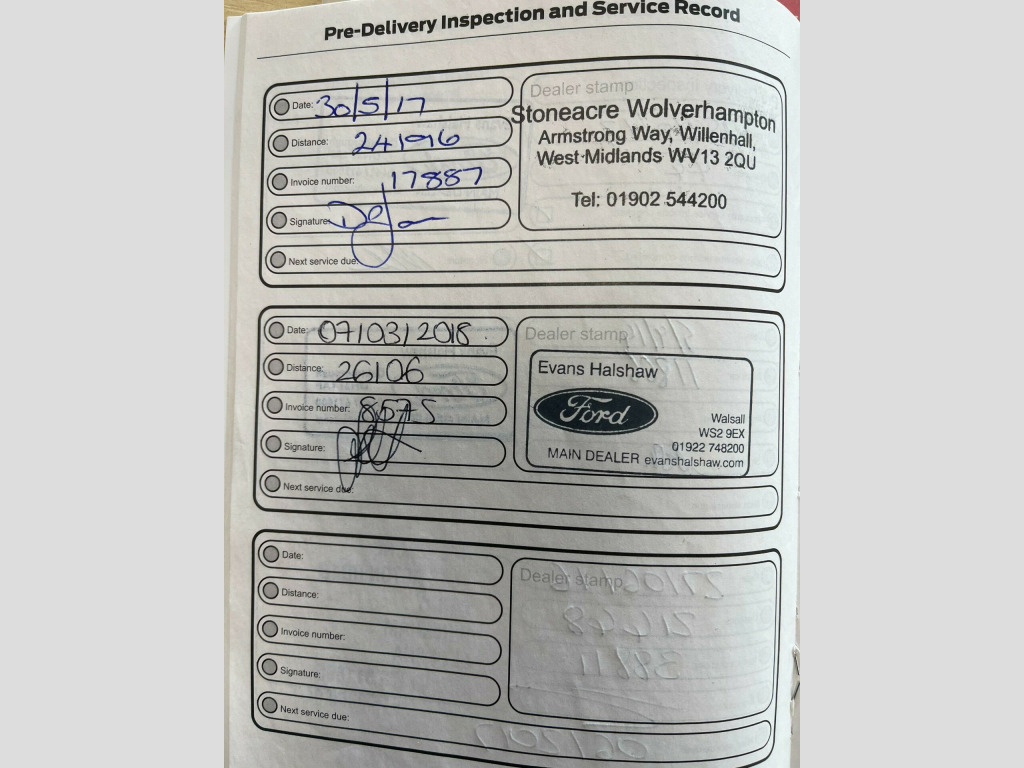 Pre-Delivery Inspection and Service Record
Date: 30/5/17
Distance: 24196
Invoice number: 17887
Signature:
Next service due:
Dealer stamp
Stoneacre Wolverhampton
Armstrong Way, Willenhall,
West Midlands WV13 2QU
Tel: 01902 544200
Date: 07/03/2018
Distance: 26106
Invoice number: 8575
Signature:
Next service due:
Dealer stamp
Evans Halshaw
Ford
Walsall
WS2 9EX
01922 748200
MAIN DEALER evanshalshaw.com
Date:
Distance:
Invoice number:
Signature:
Next service due:
Dealer stamp